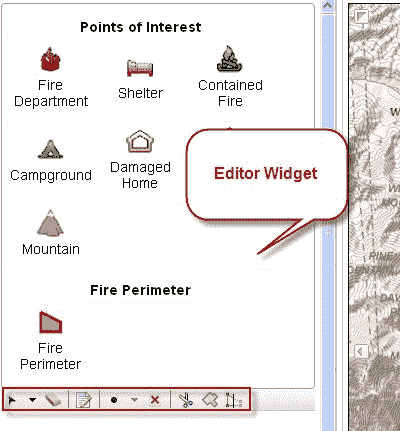 Points of Interest
Fire
Department
Shelter
Contained
Fire
Campground
Damaged
Home
Editor Widget
Mountain
Fire Perimeter
Fire
Perimeter